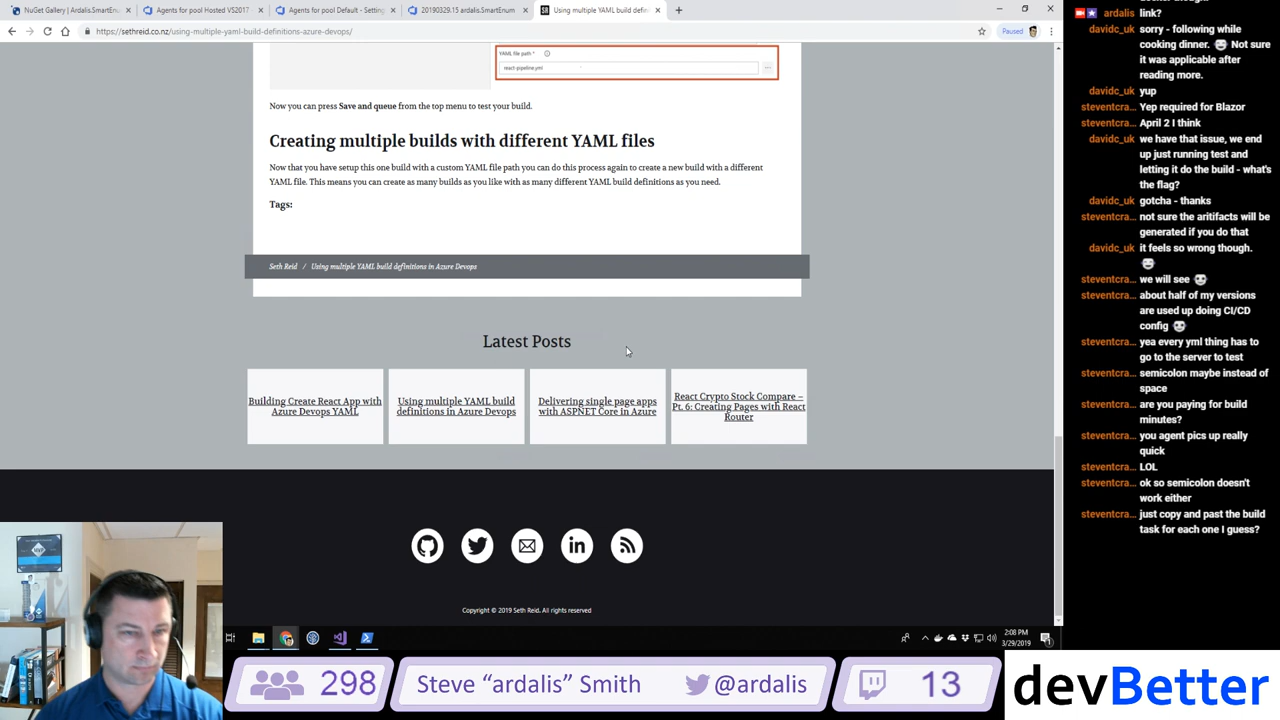 NuGet Gallery | Ardalis.SmartEnum
Agents for pool Hosted VS2017
Agents for pool Default - Setting
20190329.15 ardalis.SmartEnum
Using multiple YAML build defini
https://sethreid.co.nz/using-multiple-yaml-build-definitions-azure-devops/
Paused
YAML file path *
react-pipeline.yml
Now you can press Save and queue from the top menu to test your build.
Creating multiple builds with different YAML files
Now that you have setup this one build with a custom YAML file path you can do this process again to create a new build with a different
YAML file. This means you can create as many builds as you like with as many different YAML build definitions as you need.
Tags:
Seth Reid / Using multiple YAML build definitions in Azure Devops
Latest Posts
Building Create React App with
Azure Devops YAML
Using multiple YAML build
definitions in Azure Devops
Delivering single page apps
with ASPNET Core in Azure
React Crypto Stock Compare –
Pt. 6: Creating Pages with React
Router
Copyright © 2019 Seth Reid. All rights reserved
2:08 PM
3/29/2019
ardalis link?
davidc_uk sorry - following while
cooking dinner. Not sure
it was applicable after
reading more.
davidc_uk yup
steventcra... Yep required for Blazor
steventcra... April 2 I think
davidc_uk we have that issue, we end
up just running test and
letting it do the build - what's
the flag?
davidc_uk gotcha - thanks
steventcra... not sure the aritifacts will be
generated if you do that
davidc_uk it feels so wrong though.
steventcra... we will see
steventcra... about half of my versions
are used up doing CI/CD
config
steventcra... yea every yml thing has to
go to the server to test
steventcra... semicolon maybe instead of
space
steventcra... are you paying for build
minutes?
steventcra... you agent pics up really
quick
steventcra... LOL
steventcra... ok so semicolon doesn't
work either
steventcra... just copy and past the build
task for each one I guess?
298
Steve "ardalis" Smith
@ardalis
13
devBetter